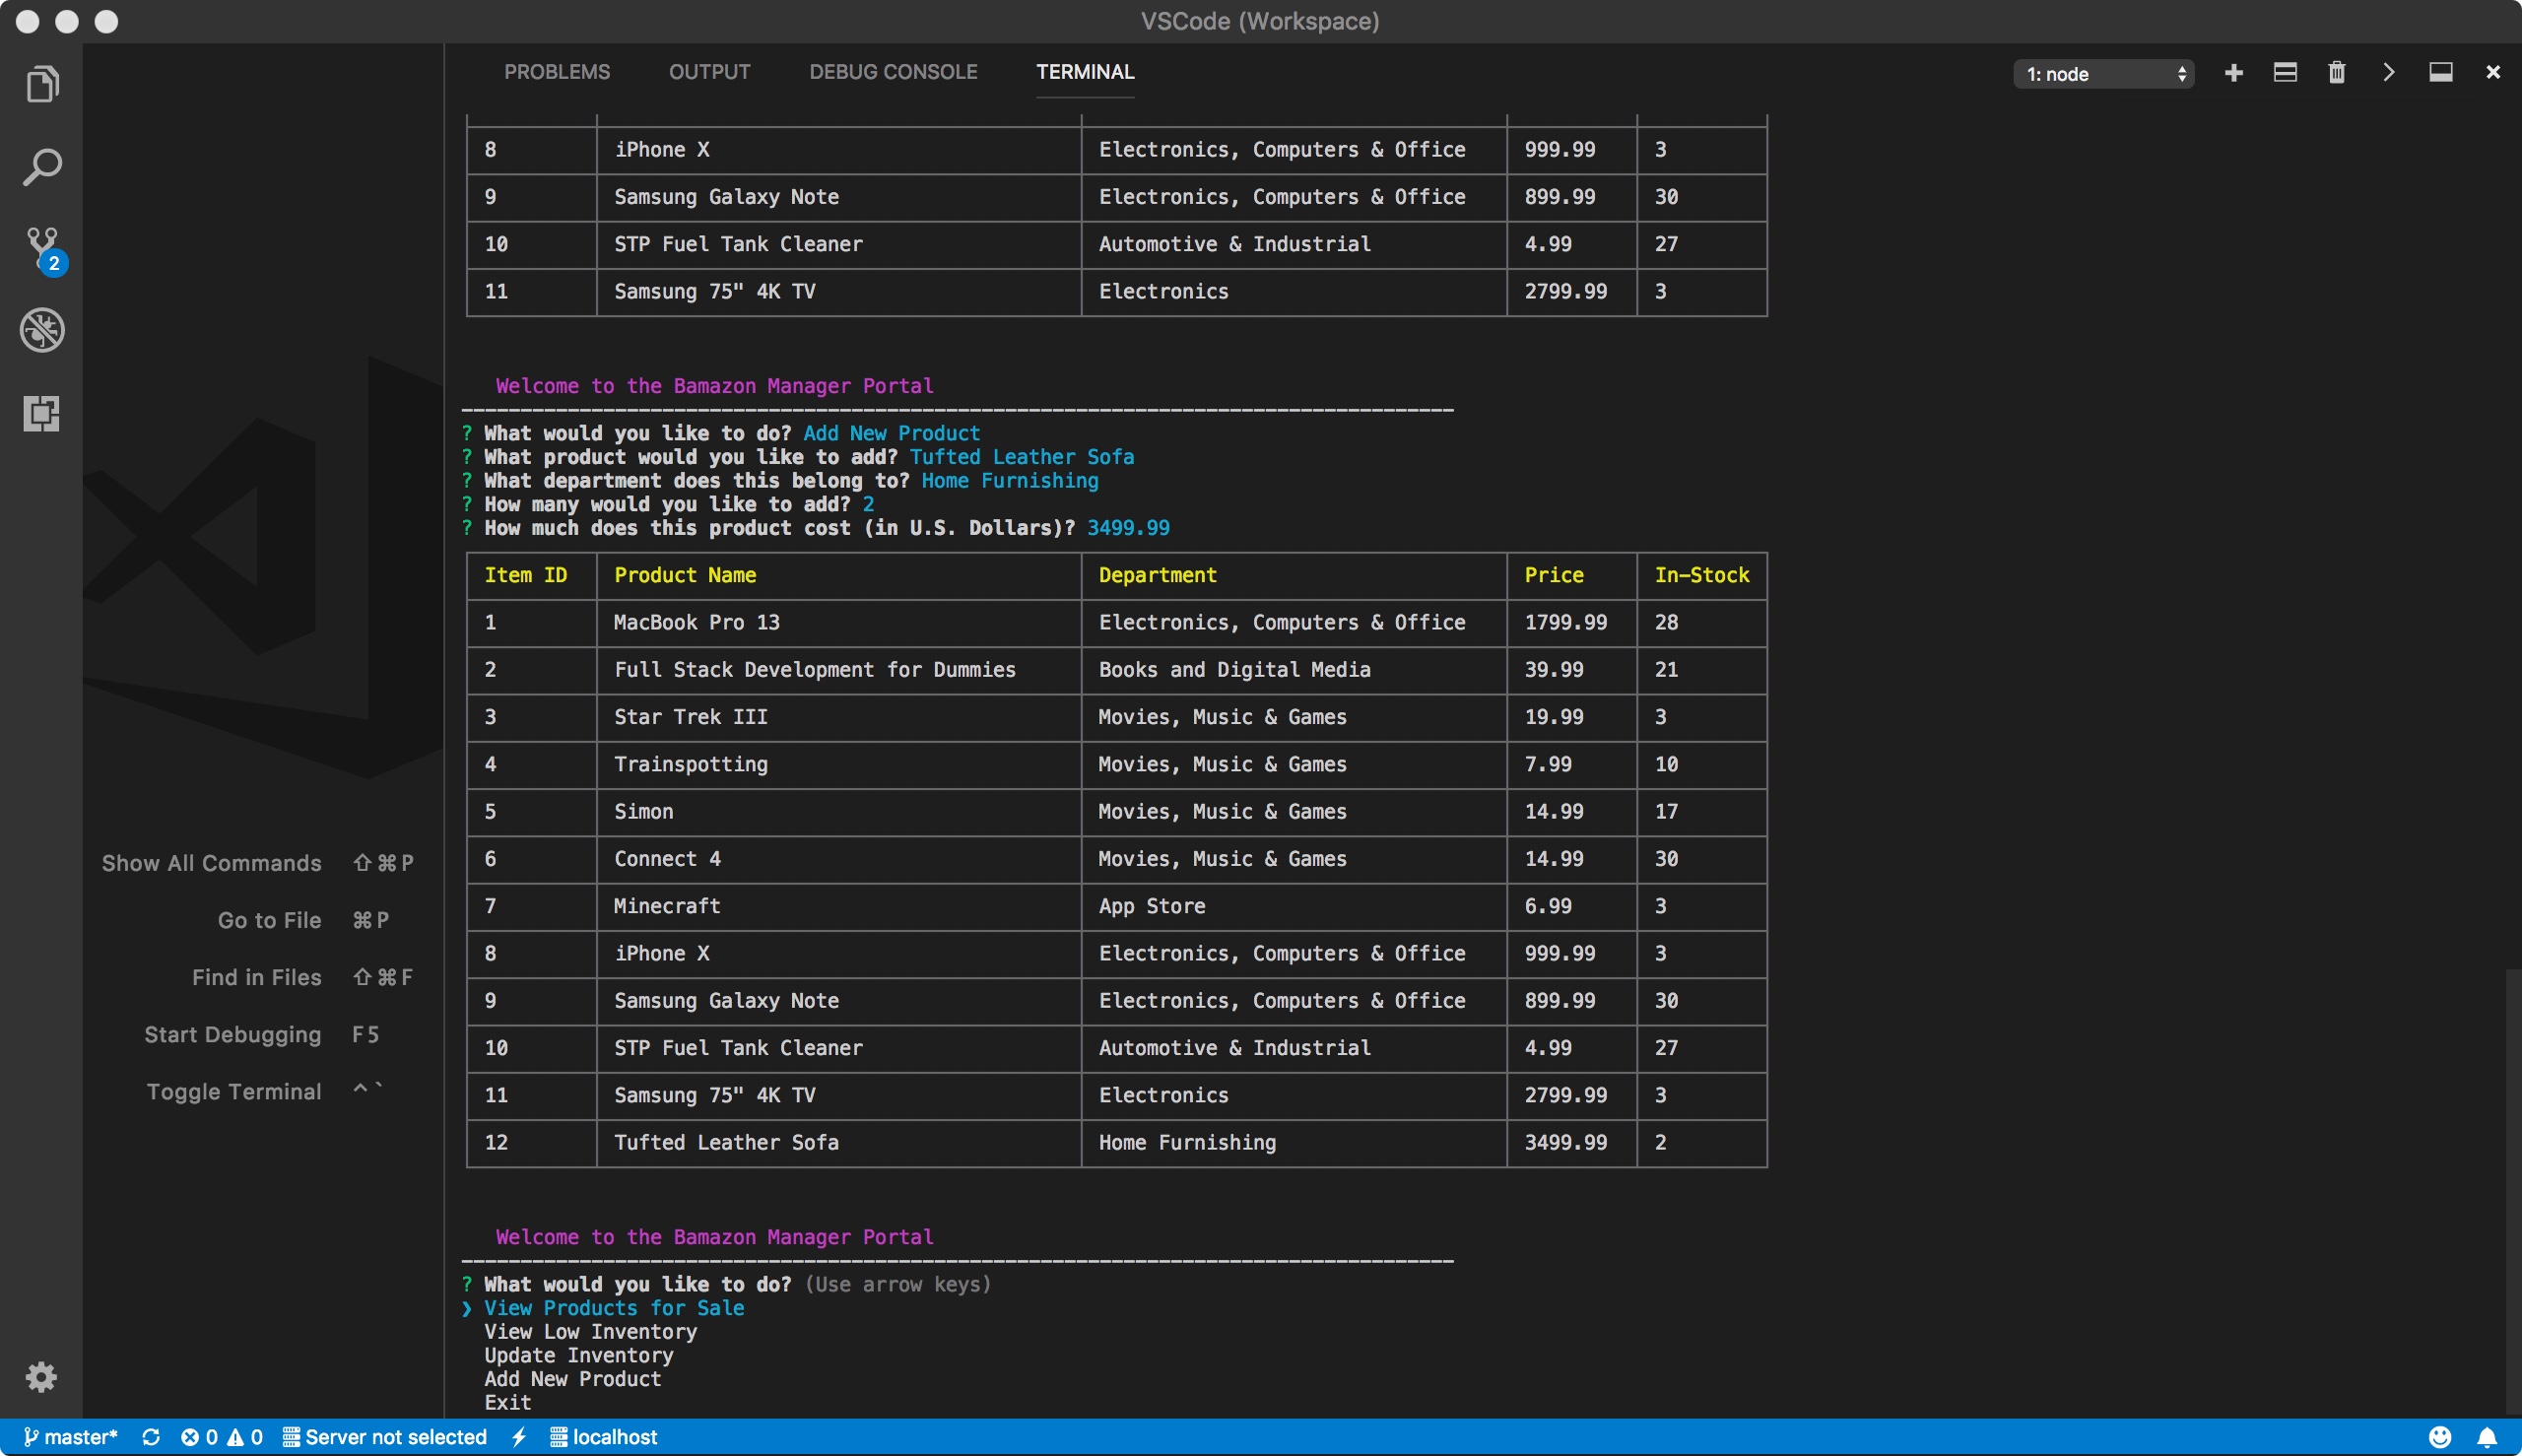 VSCode (Workspace)
PROBLEMS OUTPUT DEBUG CONSOLE TERMINAL 1: node
8 iPhone X Electronics, Computers & Office 999.99 3
9 Samsung Galaxy Note Electronics, Computers & Office 899.99 30
10 STP Fuel Tank Cleaner Automotive & Industrial 4.99 27
11 Samsung 75" 4K TV Electronics 2799.99 3
2
Welcome to the Bamazon Manager Portal
? What would you like to do? Add New Product
? What product would you like to add? Tufted Leather Sofa
? What department does this belong to? Home Furnishing
? How many would you like to add? 2
? How much does this product cost (in U.S. Dollars)? 3499.99
Item ID Product Name Department Price In-Stock
1 MacBook Pro 13 Electronics, Computers & Office 1799.99 28
2 Full Stack Development for Dummies Books and Digital Media 39.99 21
3 Star Trek III Movies, Music & Games 19.99 3
4 Trainspotting Movies, Music & Games 7.99 10
5 Simon Movies, Music & Games 14.99 17
6 Connect 4 Movies, Music & Games 14.99 30
7 Minecraft App Store 6.99 3
8 iPhone X Electronics, Computers & Office 999.99 3
9 Samsung Galaxy Note Electronics, Computers & Office 899.99 30
10 STP Fuel Tank Cleaner Automotive & Industrial 4.99 27
11 Samsung 75" 4K TV Electronics 2799.99 3
12 Tufted Leather Sofa Home Furnishing 3499.99 2
Show All Commands ⇧⌘P
Go to File ⌘P
Find in Files ⇧⌘F
Start Debugging F5
Toggle Terminal ^`
Welcome to the Bamazon Manager Portal
? What would you like to do? (Use arrow keys)
❯ View Products for Sale
View Low Inventory
Update Inventory
Add New Product
Exit
master* 0 0 Server not selected localhost